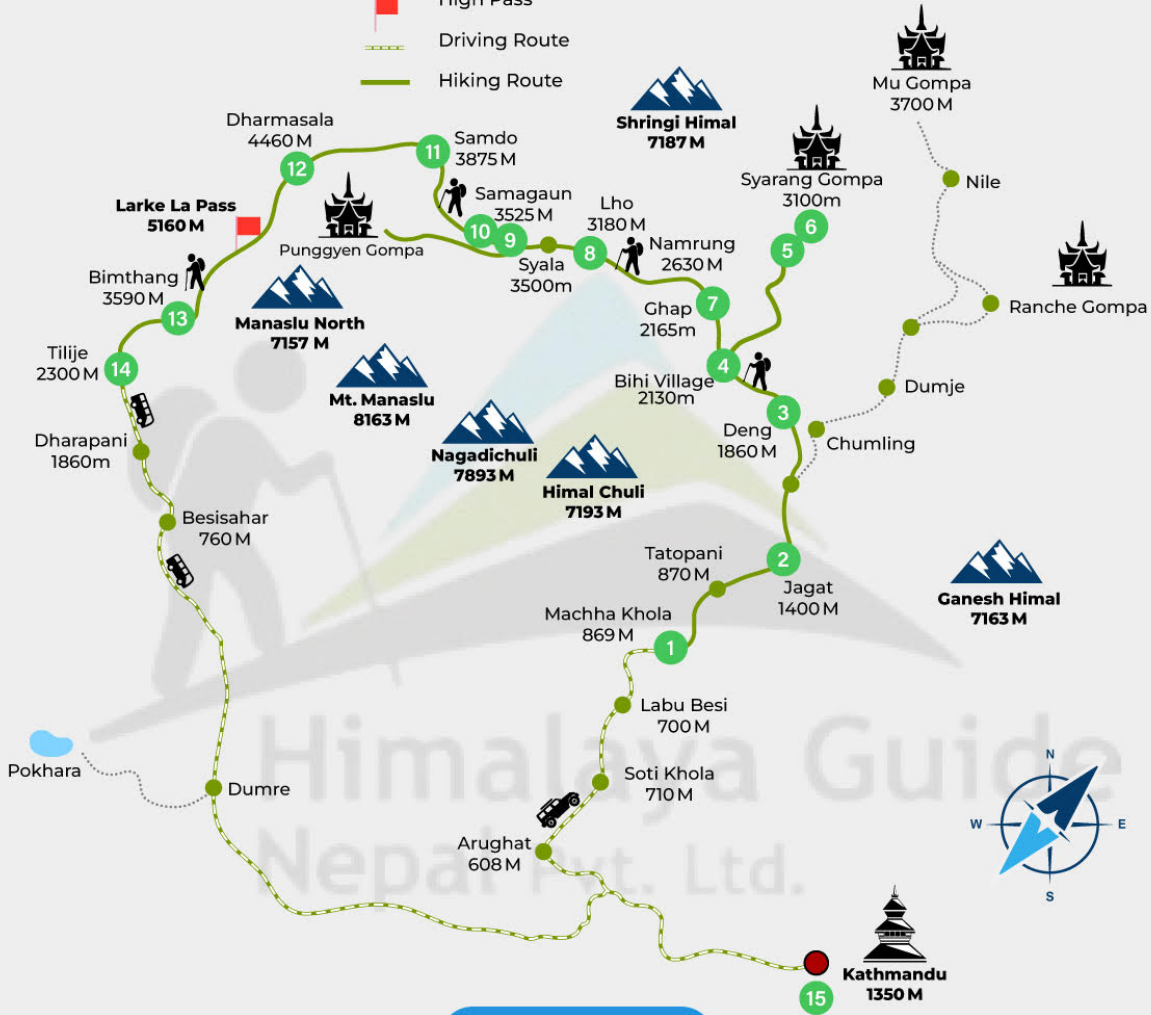 High Pass
Driving Route
Hiking Route
Mu Gompa
3700 M
Shringi Himal
7187 M
Dharmasala
4460 M
12
11
Samdo
3875 M
Syarang Gompa
3100m
6
5
Nile
Larke La Pass
5160 M
Punggyen Gompa
Samagaun
3525 M
10
9
Syala
3500m
Lho
3180 M
8
Namrung
2630 M
Ranche Gompa
Bimthang
3590 M
13
Manaslu North
7157 M
Ghap
2165m
7
Tilije
2300 M
14
Mt. Manaslu
8163 M
4
Bihi Village
2130m
Dumje
3
Deng
1860 M
Chumling
Dharapani
1860m
Nagadichuli
7893 M
Himal Chuli
7193 M
Besisahar
760 M
Tatopani
870 M
2
Jagat
1400 M
Ganesh Himal
7163 M
Machha Khola
869 M
1
Labu Besi
700 M
Himalaya Guide
Nepal Pvt. Ltd.
Pokhara
Dumre
Soti Khola
710 M
Arughat
608 M
N
W
E
S
Kathmandu
1350 M
15